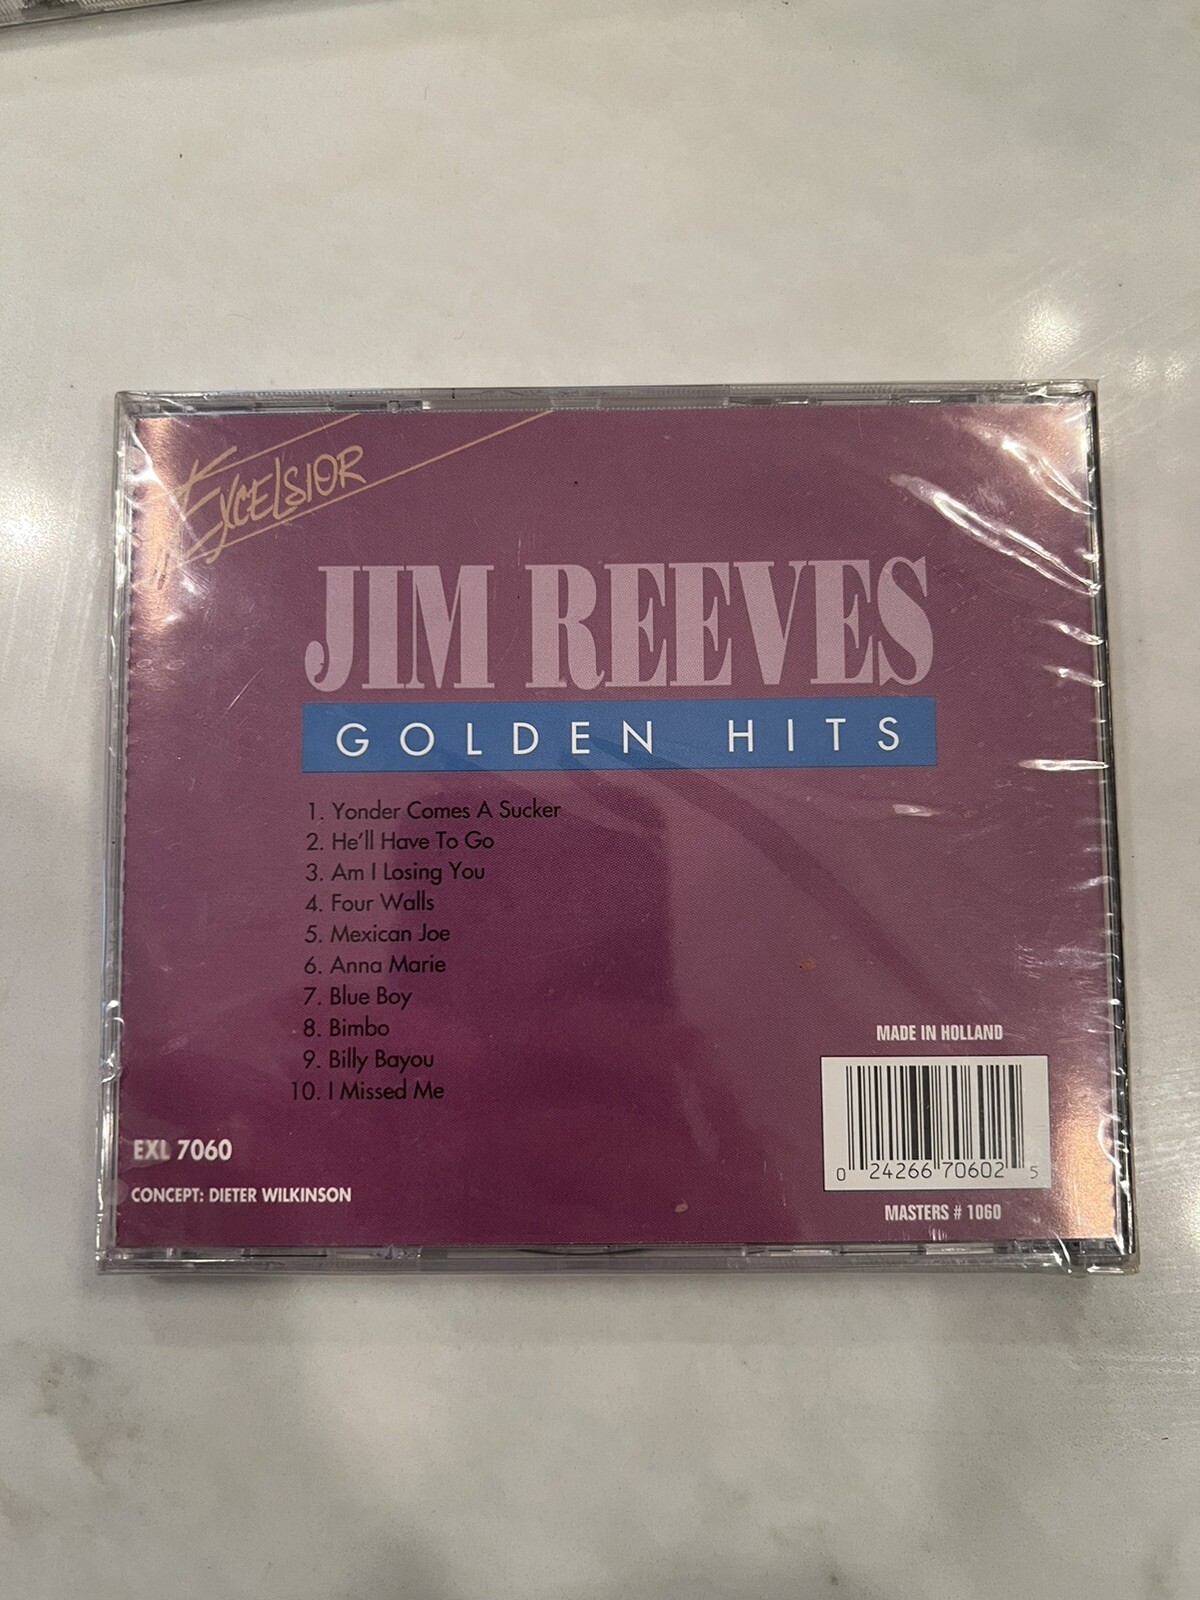 EXCELSIOR
JIM REEVES
GOLDEN HITS
1. Yonder Comes A Sucker
2. He'll Have To Go
3. Am I Losing You
4. Four Walls
5. Mexican Joe
6. Anna Marie
7. Blue Boy
8. Bimbo
9. Billy Bayou
10. I Missed Me
MADE IN HOLLAND
EXL 7060
0 24266 70602 5
CONCEPT: DIETER WILKINSON
MASTERS # 1060